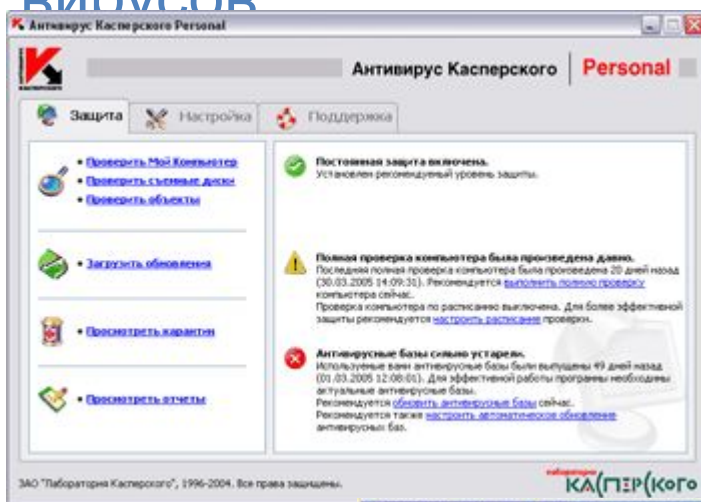 вирусов
Антивирус Касперского Personal
Антивирус Касперского Personal
Защита
Настройка
Поддержка
Проверить Мой Компьютер
Проверить съемные диски
Проверить объекты
Загрузить обновления
Просмотреть карантин
Просмотреть отчеты
Постоянная защита включена.
Установлен рекомендуемый уровень защиты.
Полная проверка компьютера была произведена давно.
Последняя полная проверка компьютера была произведена 20 дней назад
(30.03.2005 14:09:31). Рекомендуется выполнить полную проверку
компьютера сейчас.
Проверка компьютера по расписанию выключена. Для более эффективной
защиты рекомендуется настроить расписание проверки.
Антивирусные базы сильно устарели.
Используемые вами антивирусные базы были выпущены 49 дней назад
(01.03.2005 12:08:01). Для эффективной работы программы необходимы
актуальные антивирусные базы.
Рекомендуется обновить антивирусные базы сейчас.
Рекомендуется также настроить автоматическое обновление
антивирусных баз.
ЗАО "Лаборатория Касперского", 1996-2004. Все права защищены.
лаборатория
КАСПЕРСКОГО